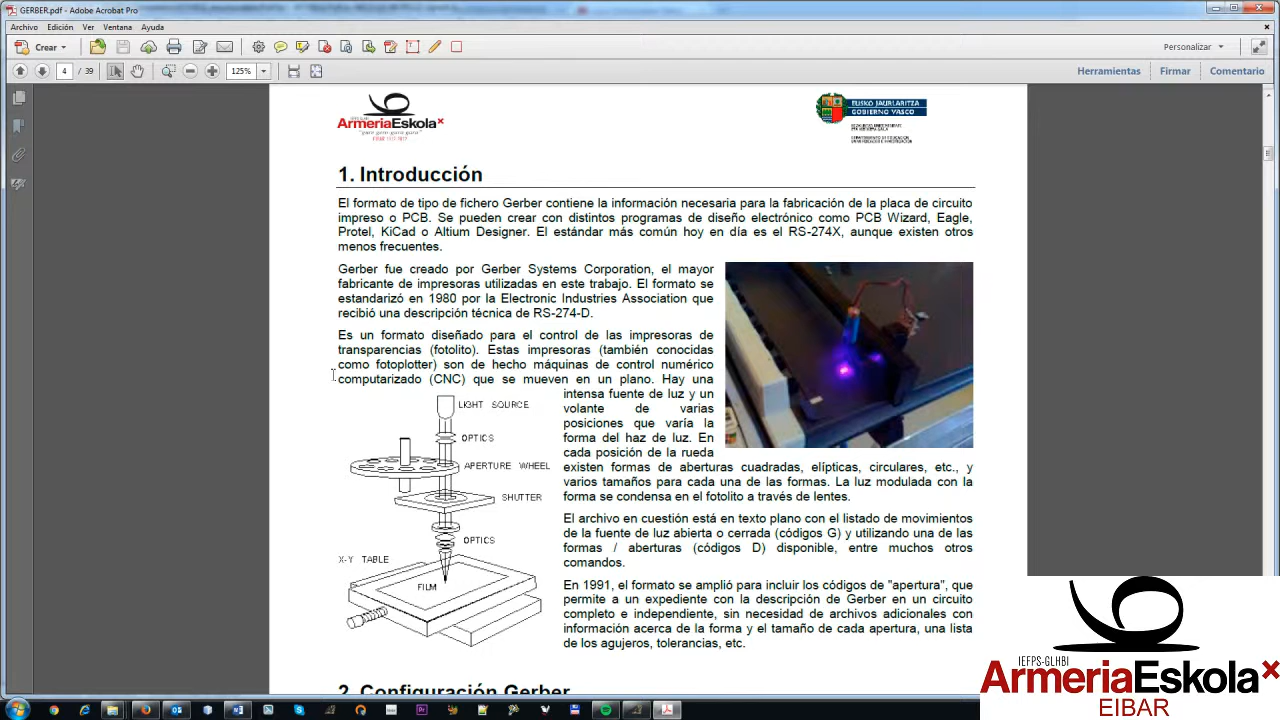 GERBER.pdf - Adobe Acrobat Pro
Archivo Edición Ver Ventana Ayuda
Crear
Personalizar
4 / 39
125%
Herramientas Firmar Comentario
ArmeriaEskola
EUSKO JAURLARITZA
GOBIERNO VASCO
1. Introducción
El formato de tipo de fichero Gerber contiene la información necesaria para la fabricación de la placa de circuito
impreso o PCB. Se pueden crear con distintos programas de diseño electrónico como PCB Wizard, Eagle,
Protel, KiCad o Altium Designer. El estándar más común hoy en día es el RS-274X, aunque existen otros
menos frecuentes.
Gerber fue creado por Gerber Systems Corporation, el mayor
fabricante de impresoras utilizadas en este trabajo. El formato se
estandarizó en 1980 por la Electronic Industries Association que
recibió una descripción técnica de RS-274-D.
Es un formato diseñado para el control de las impresoras de
transparencias (fotolito). Estas impresoras (también conocidas
como fotoplotter) son de hecho máquinas de control numérico
computarizado (CNC) que se mueven en un plano. Hay una
intensa fuente de luz y un
volante de varias
posiciones que varía la
forma del haz de luz. En
cada posición de la rueda
existen formas de aberturas cuadradas, elípticas, circulares, etc., y
varios tamaños para cada una de las formas. La luz modulada con la
forma se condensa en el fotolito a través de lentes.
LIGHT SOURCE
OPTICS
APERTURE WHEEL
SHUTTER
OPTICS
X-Y TABLE
FILM
El archivo en cuestión está en texto plano con el listado de movimientos
de la fuente de luz abierta o cerrada (códigos G) y utilizando una de las
formas / aberturas (códigos D) disponible, entre muchos otros
comandos.
En 1991, el formato se amplió para incluir los códigos de "apertura", que
permite a un expediente con la descripción de Gerber en un circuito
completo e independiente, sin necesidad de archivos adicionales con
información acerca de la forma y el tamaño de cada apertura, una lista
de los agujeros, tolerancias, etc.
2. Configuración Gerber
IEFPS-GLHBI
ArmeriaEskola
EIBAR